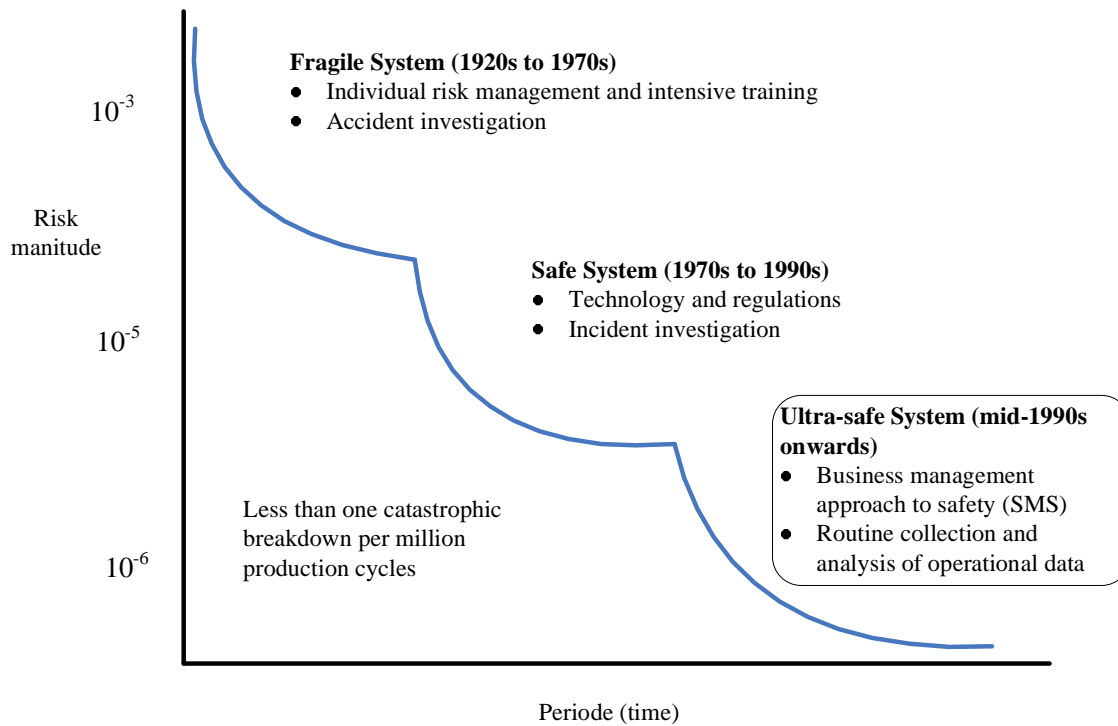 Fragile System (1920s to 1970s)
● Individual risk management and intensive training
● Accident investigation
10-3
Risk
manitude
Safe System (1970s to 1990s)
● Technology and regulations
● Incident investigation
10-5
Ultra-safe System (mid-1990s
onwards)
● Business management
approach to safety (SMS)
● Routine collection and
analysis of operational data
Less than one catastrophic
breakdown per million
production cycles
10-6
Periode (time)